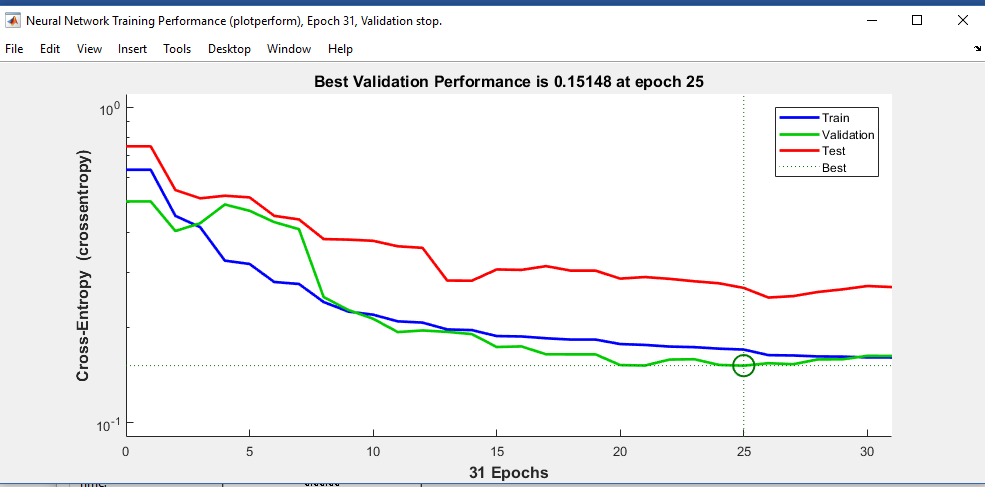 Neural Network Training Performance (plotperform), Epoch 31, Validation stop.
File Edit View Insert Tools Desktop Window Help
Best Validation Performance is 0.15148 at epoch 25
10^0
10^-1
Cross-Entropy (crossentropy)
Train
Validation
Test
Best
0 5 10 15 20 25 30
31 Epochs